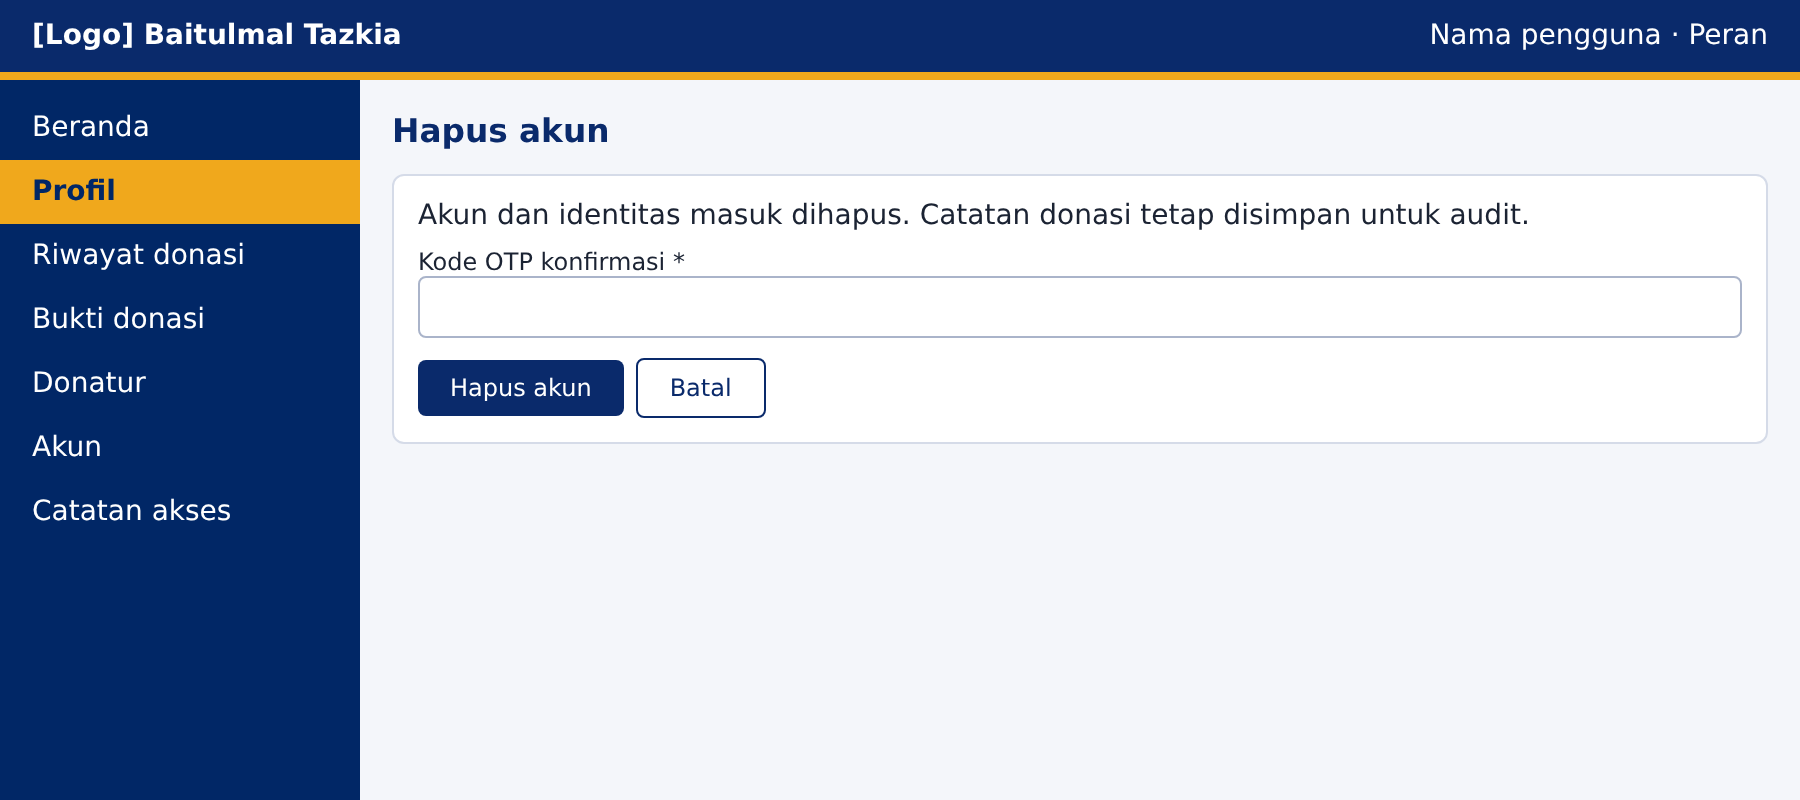 [Logo] Baitulmal Tazkia
Nama pengguna · Peran
Beranda
Profil
Riwayat donasi
Bukti donasi
Donatur
Akun
Catatan akses
Hapus akun
Akun dan identitas masuk dihapus. Catatan donasi tetap disimpan untuk audit.
Kode OTP konfirmasi *
Hapus akun
Batal